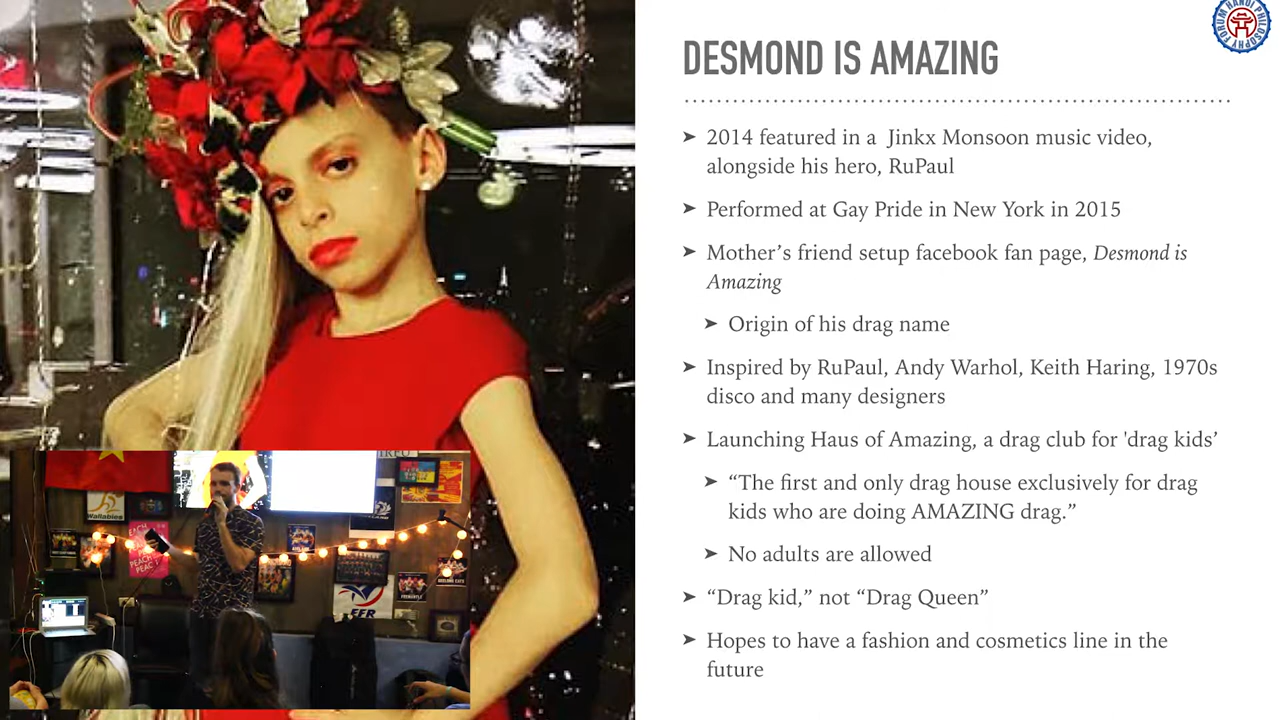 FORUM HANOI PHILOSOPHY
DESMOND IS AMAZING
➤ 2014 featured in a Jinkx Monsoon music video,
alongside his hero, RuPaul
➤ Performed at Gay Pride in New York in 2015
➤ Mother’s friend setup facebook fan page, Desmond is
Amazing
➤ Origin of his drag name
➤ Inspired by RuPaul, Andy Warhol, Keith Haring, 1970s
disco and many designers
➤ Launching Haus of Amazing, a drag club for 'drag kids’
➤ “The first and only drag house exclusively for drag
kids who are doing AMAZING drag.”
➤ No adults are allowed
➤ “Drag kid,” not “Drag Queen”
➤ Hopes to have a fashion and cosmetics line in the
future
Wallabies